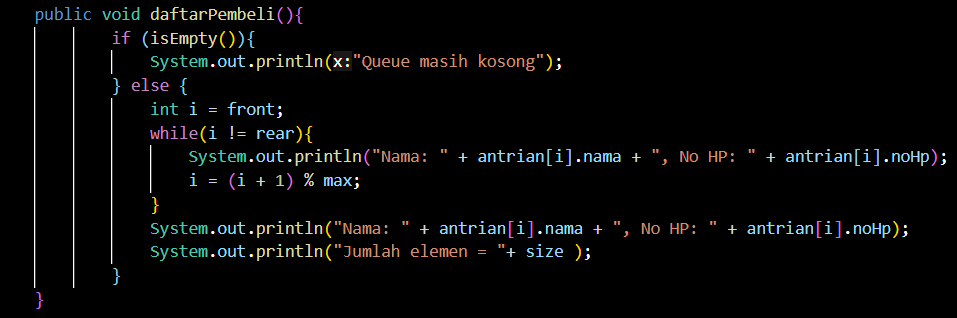 public void daftarPembeli(){
if (isEmpty()){
System.out.println(x:"Queue masih kosong");
} else {
int i = front;
while(i != rear){
System.out.println("Nama: " + antrian[i].nama + ", No HP: " + antrian[i].noHp);
i = (i + 1) % max;
}
System.out.println("Nama: " + antrian[i].nama + ", No HP: " + antrian[i].noHp);
System.out.println("Jumlah elemen = "+ size );
}
}